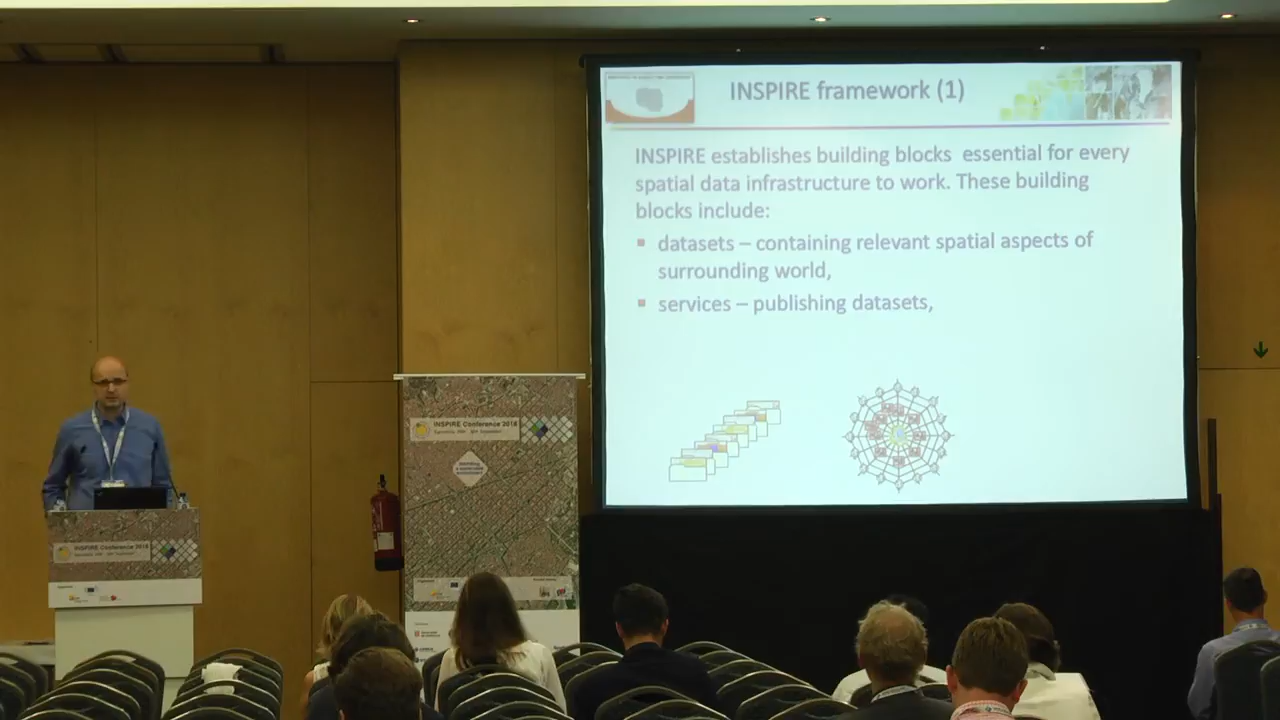 INSPIRE framework (1)
INSPIRE establishes building blocks essential for every
spatial data infrastructure to work. These building
blocks include:
datasets – containing relevant spatial aspects of
surrounding world,
services – publishing datasets,
INSPIRE Conference 2018
INSPIRE Conference 2018